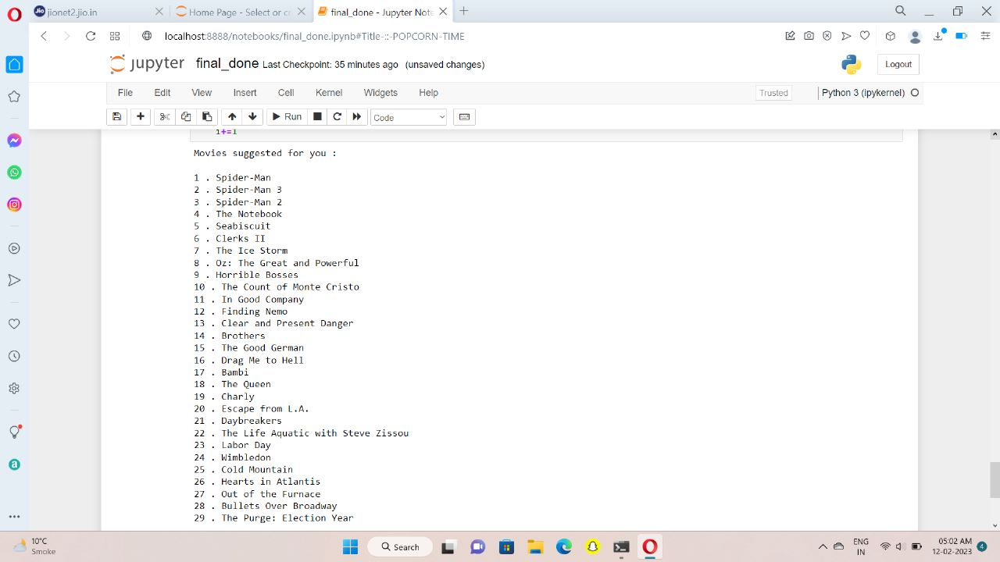 jionet2.jio.in
Home Page - Select or cr
final_done - Jupyter Note
localhost:8888/notebooks/final_done.ipynb#Title-::-POPCORN-TIME
jupyter final_done Last Checkpoint: 35 minutes ago (unsaved changes)
Logout
File Edit View Insert Cell Kernel Widgets Help
Trusted
Python 3 (ipykernel)
Run
Code
i+=1
Movies suggested for you :
1 . Spider-Man
2 . Spider-Man 3
3 . Spider-Man 2
4 . The Notebook
5 . Seabiscuit
6 . Clerks II
7 . The Ice Storm
8 . Oz: The Great and Powerful
9 . Horrible Bosses
10 . The Count of Monte Cristo
11 . In Good Company
12 . Finding Nemo
13 . Clear and Present Danger
14 . Brothers
15 . The Good German
16 . Drag Me to Hell
17 . Bambi
18 . The Queen
19 . Charly
20 . Escape from L.A.
21 . Daybreakers
22 . The Life Aquatic with Steve Zissou
23 . Labor Day
24 . Wimbledon
25 . Cold Mountain
26 . Hearts in Atlantis
27 . Out of the Furnace
28 . Bullets Over Broadway
29 . The Purge: Election Year
10°C
Smoke
Search
ENG
IN
05:02 AM
12-02-2023
4